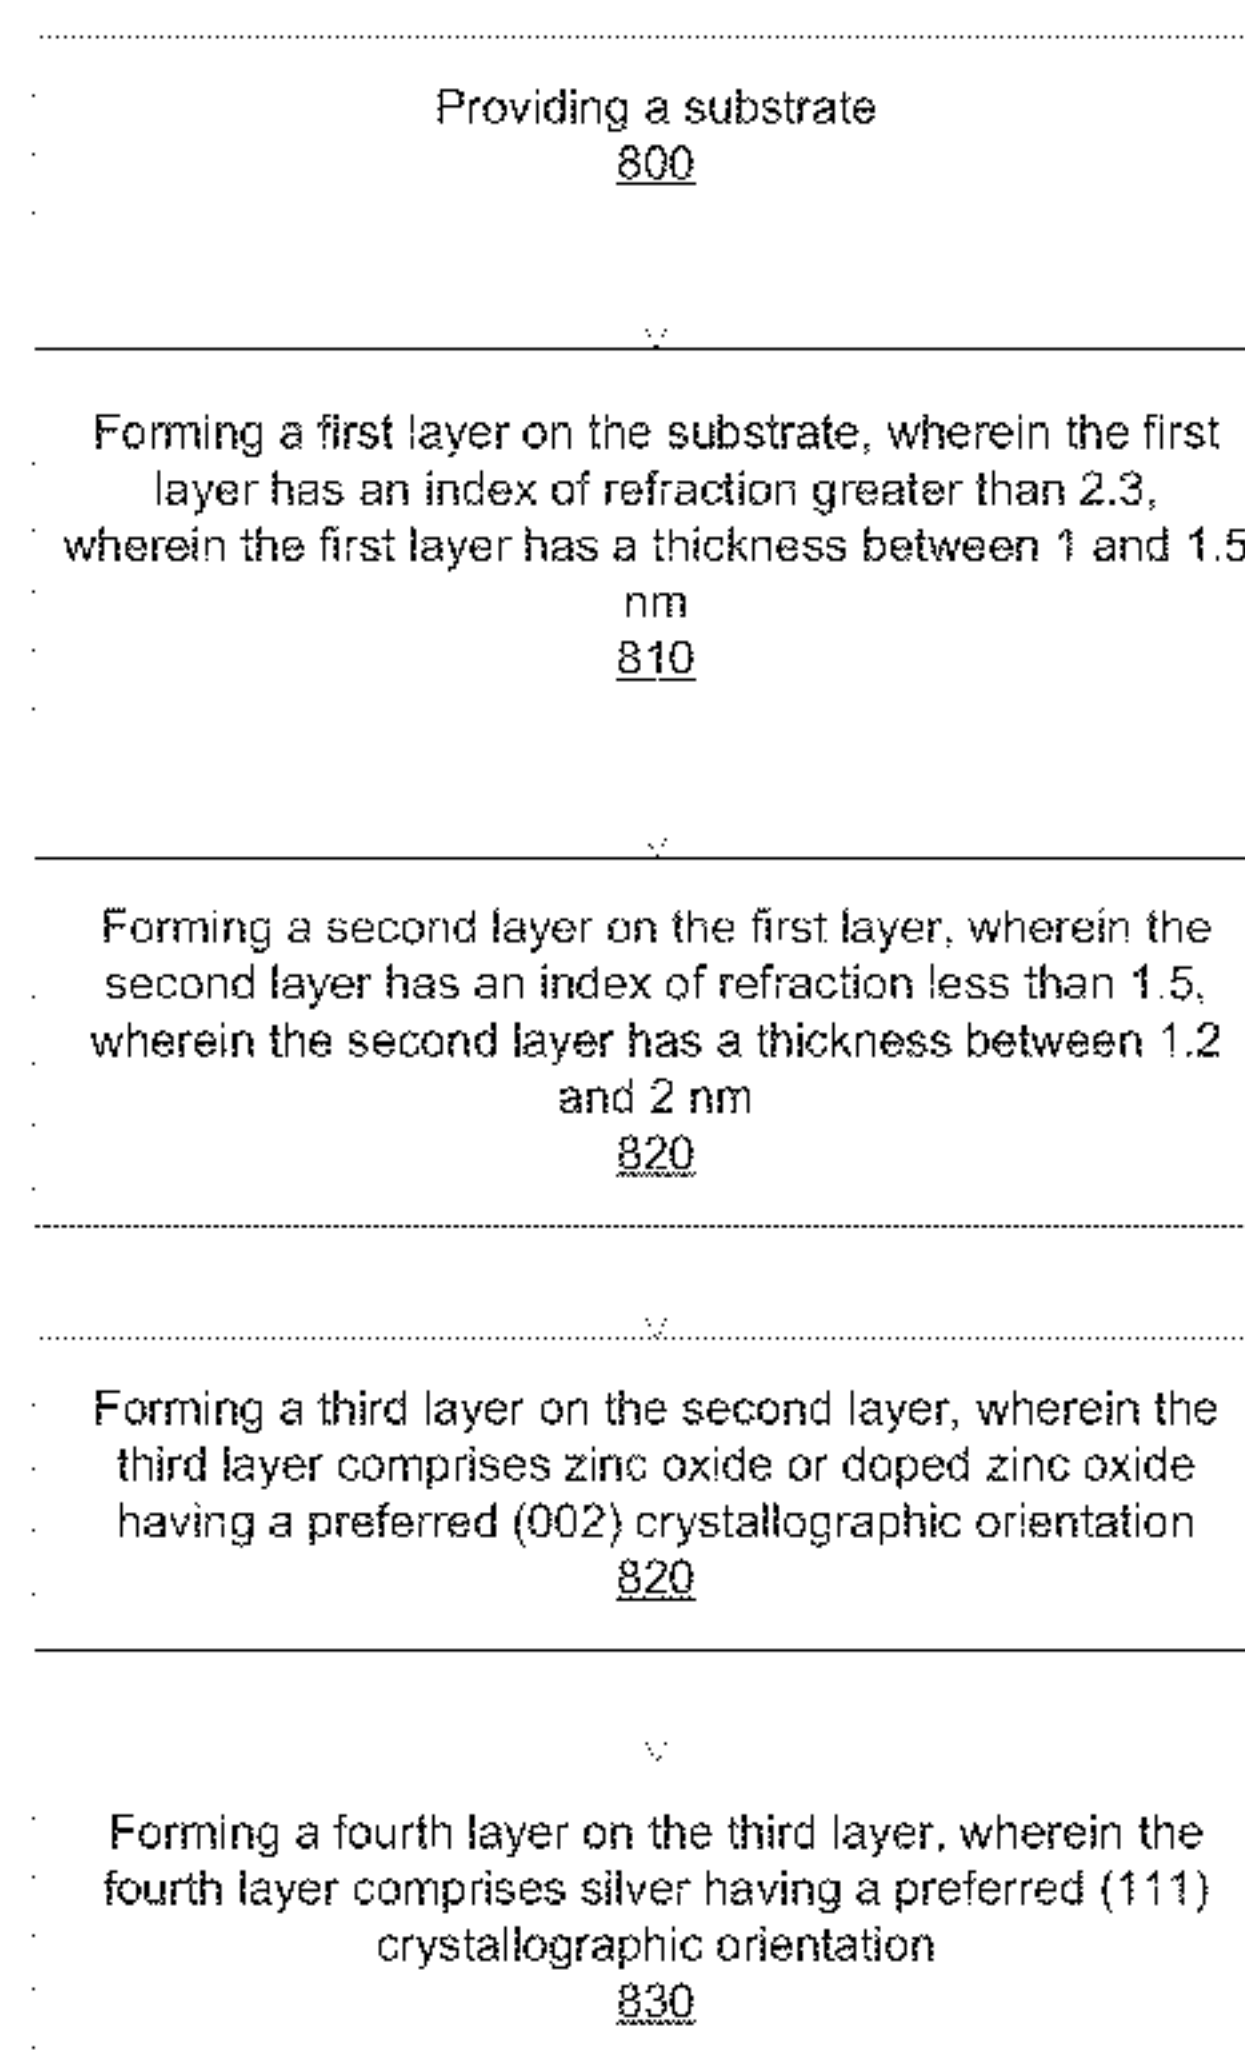 Providing a substrate
800
Forming a first layer on the substrate, wherein the first
layer has an index of refraction greater than 2.3,
wherein the first layer has a thickness between 1 and 1.5
nm
810
Forming a second layer on the first layer, wherein the
second layer has an index of refraction less than 1.5,
wherein the second layer has a thickness between 1.2
and 2 nm
820
Forming a third layer on the second layer, wherein the
third layer comprises zinc oxide or doped zinc oxide
having a preferred (002) crystallographic orientation
820
Forming a fourth layer on the third layer, wherein the
fourth layer comprises silver having a preferred (111)
crystallographic orientation
830